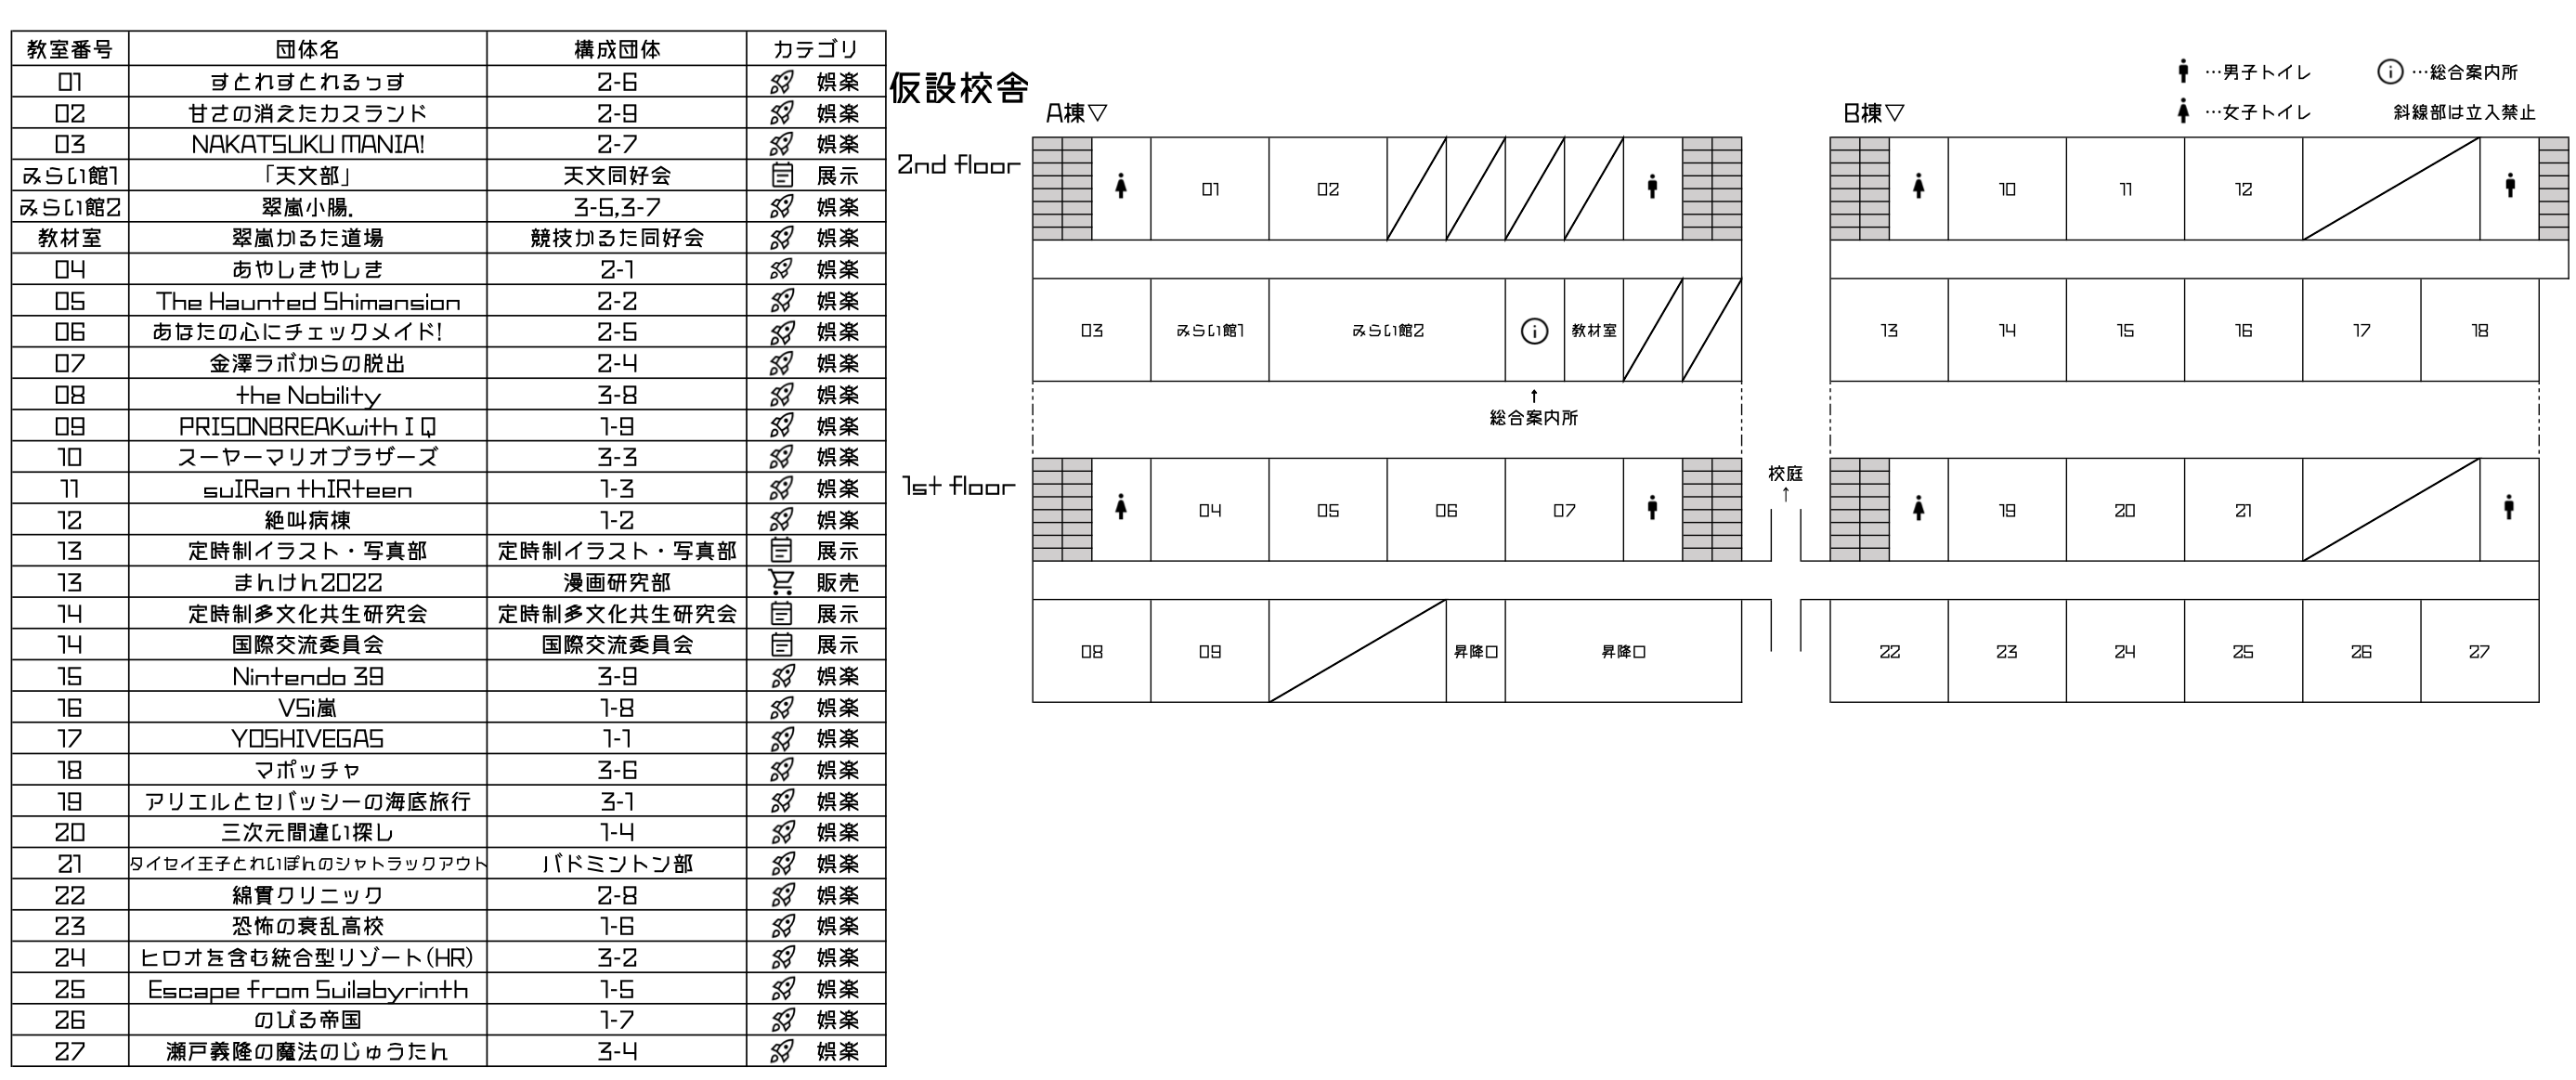 教室番号 団体名 構成団体 カテゴリ
01 すとれすとれるっす 2-6 娯楽
02 甘さの消えたカスランド 2-9 娯楽
03 NAKATSUKU MANIA! 2-7 娯楽
みらい館1 「天文部」 天文同好会 展示
みらい館2 翠嵐小腸. 3-5,3-7 娯楽
教材室 翠嵐かるた道場 競技かるた同好会 娯楽
04 あやしきやしき 2-1 娯楽
05 The Haunted Shimansion 2-2 娯楽
06 あなたの心にチェックメイド! 2-5 娯楽
07 金澤ラボからの脱出 2-4 娯楽
08 the Nobility 3-8 娯楽
09 PRISONBREAKwith I Q 1-9 娯楽
10 スーヤーマリオブラザーズ 3-3 娯楽
11 suIRan thIRteen 1-3 娯楽
12 絶叫病棟 1-2 娯楽
13 定時制イラスト・写真部 定時制イラスト・写真部 展示
13 まんけん2022 漫画研究部 販売
14 定時制多文化共生研究会 定時制多文化共生研究会 展示
14 国際交流委員会 国際交流委員会 展示
15 Nintendo 39 3-9 娯楽
16 VSi嵐 1-8 娯楽
17 YOSHIVEGAS 1-1 娯楽
18 マポッチャ 3-6 娯楽
19 アリエルとセバッシーの海底旅行 3-1 娯楽
20 三次元間違い探し 1-4 娯楽
21 タイセイ王子とれいぽんのシャトラックアウト バドミントン部 娯楽
22 綿貫クリニック 2-8 娯楽
23 恐怖の衰乱高校 1-6 娯楽
24 ヒロオを含む統合型リゾート(HR) 3-2 娯楽
25 Escape from Suilabyrinth 1-5 娯楽
26 のびる帝国 1-7 娯楽
27 瀬戸義隆の魔法のじゅうたん 3-4 娯楽
仮設校舎
…男子トイレ i …総合案内所
…女子トイレ 斜線部は立入禁止
A棟▽ B棟▽
2nd floor
01 02 10 11 12
03 みらい館1 みらい館2 i 教材室 13 14 15 16 17 18
↑
総合案内所
1st floor
校庭
↑
04 05 06 07 19 20 21
08 09 昇降口 昇降口 22 23 24 25 26 27